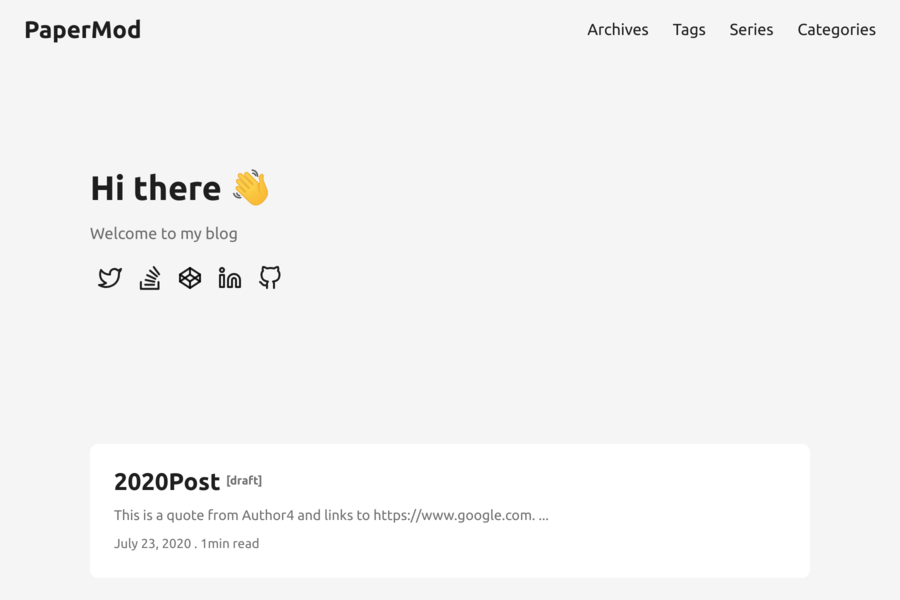 PaperMod
Archives Tags Series Categories
Hi there 👋
Welcome to my blog
2020Post [draft]
This is a quote from Author4 and links to https://www.google.com. ...
July 23, 2020 . 1min read